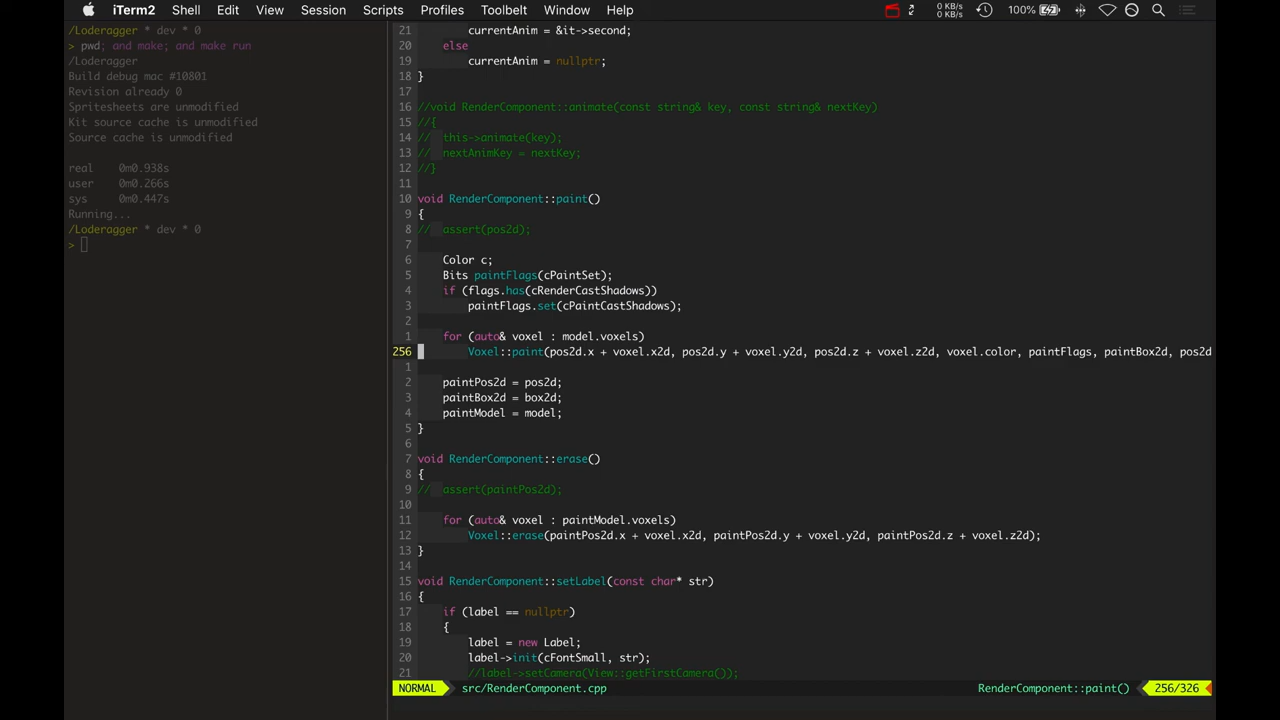 iTerm2 Shell Edit View Session Scripts Profiles Toolbelt Window Help 0 KB/s 0 KB/s 100%
/Loderagger * dev * 0
> pwd; and make; and make run
/Loderagger
Build debug mac #10801
Revision already 0
Spritesheets are unmodified
Kit source cache is unmodified
Source cache is unmodified
real 0m0.938s
user 0m0.266s
sys 0m0.447s
Running...
/Loderagger * dev * 0
>
21 currentAnim = &it->second;
20 else
19 currentAnim = nullptr;
18 }
17
16 //void RenderComponent::animate(const string& key, const string& nextKey)
15 //{
14 // this->animate(key);
13 // nextAnimKey = nextKey;
12 //}
11
10 void RenderComponent::paint()
9 {
8 // assert(pos2d);
7
6 Color c;
5 Bits paintFlags(cPaintSet);
4 if (flags.has(cRenderCastShadows))
3 paintFlags.set(cPaintCastShadows);
2
1 for (auto& voxel : model.voxels)
256 Voxel::paint(pos2d.x + voxel.x2d, pos2d.y + voxel.y2d, pos2d.z + voxel.z2d, voxel.color, paintFlags, paintBox2d, pos2d
1
2 paintPos2d = pos2d;
3 paintBox2d = box2d;
4 paintModel = model;
5 }
6
7 void RenderComponent::erase()
8 {
9 // assert(paintPos2d);
10
11 for (auto& voxel : paintModel.voxels)
12 Voxel::erase(paintPos2d.x + voxel.x2d, paintPos2d.y + voxel.y2d, paintPos2d.z + voxel.z2d);
13 }
14
15 void RenderComponent::setLabel(const char* str)
16 {
17 if (label == nullptr)
18 {
19 label = new Label;
20 label->init(cFontSmall, str);
21 //label->setCamera(View::getFirstCamera());
NORMAL src/RenderComponent.cpp RenderComponent::paint() 256/326